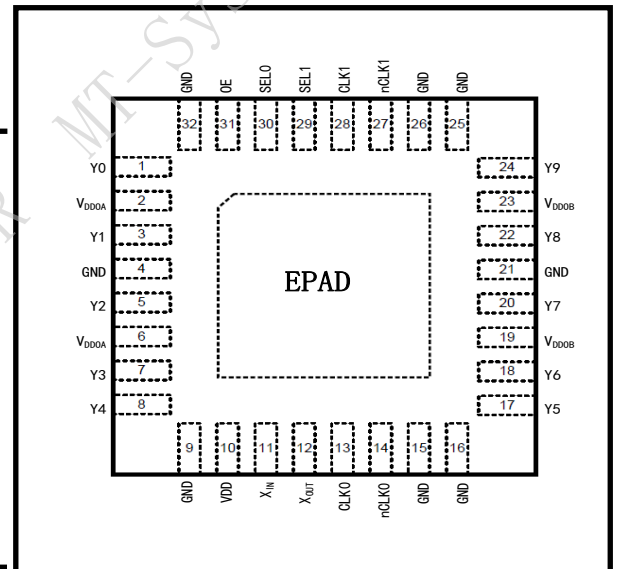 MT-Sys
R
GND OE SEL0 SEL1 CLK1 nCLK1 GND GND
32 31 30 29 28 27 26 25
Y0 1 24 Y9
VDDOA 2 23 VDDOB
Y1 3 22 Y8
GND 4 21 GND
EPAD
Y2 5 20 Y7
VDDOA 6 19 VDDOB
Y3 7 18 Y6
Y4 8 17 Y5
9 10 11 12 13 14 15 16
GND VDD XIN XOUT CLK0 nCLK0 GND GND